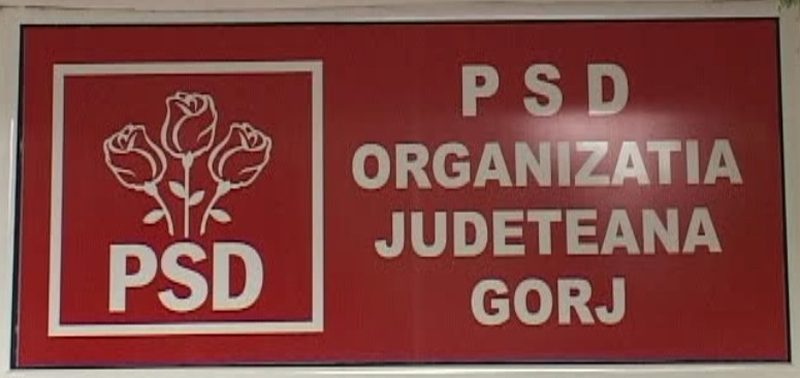 PSD
P S D
ORGANIZATIA
JUDETEANA
GORJ